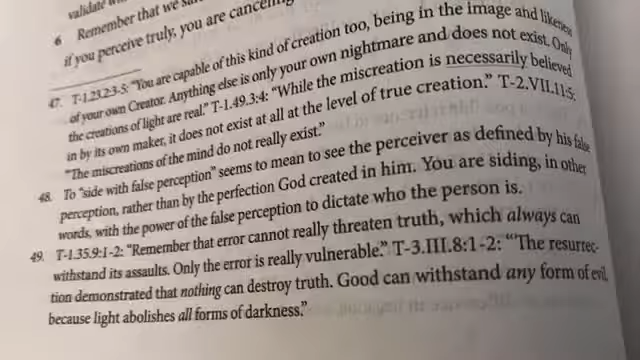 validate
6 Remember that we
if you perceive truly, you are canceling
47. T-1.23.2:3-5: “You are capable of this kind of creation too, being in the image and likeness
of your own Creator. Anything else is only your own nightmare and does not exist. Only
the creations of light are real.” T-1.49.3:4: “While the miscreation is necessarily believed
in by its own maker, it does not exist at all at the level of true creation.” T-2.VII.11:5:
“The miscreations of the mind do not really exist.”
48. To “side with false perception” seems to mean to see the perceiver as defined by his false
perception, rather than by the perfection God created in him. You are siding, in other
words, with the power of the false perception to dictate who the person is.
49. T-1.35.9:1-2: “Remember that error cannot really threaten truth, which always can
withstand its assaults. Only the error is really vulnerable.” T-3.III.8:1-2: “‘The resurrec-
tion demonstrated that nothing can destroy truth. Good can withstand any form of evil,
because light abolishes all forms of darkness.”